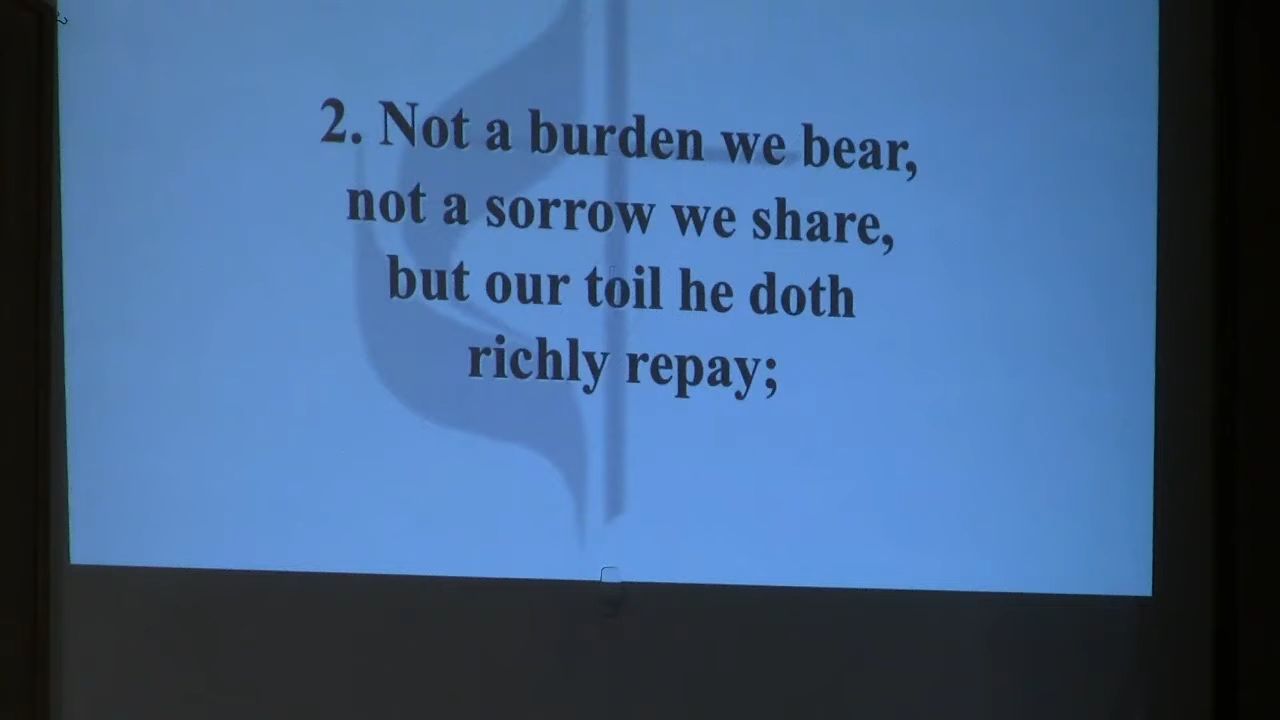 2. Not a burden we bear,
not a sorrow we share,
but our toil he doth
richly repay;